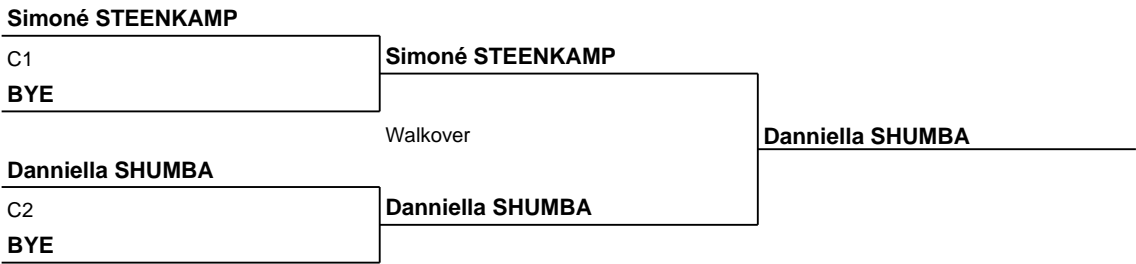 Simoné STEENKAMP
C1
Simoné STEENKAMP
BYE
Walkover
Danniella SHUMBA
Danniella SHUMBA
C2
Danniella SHUMBA
BYE